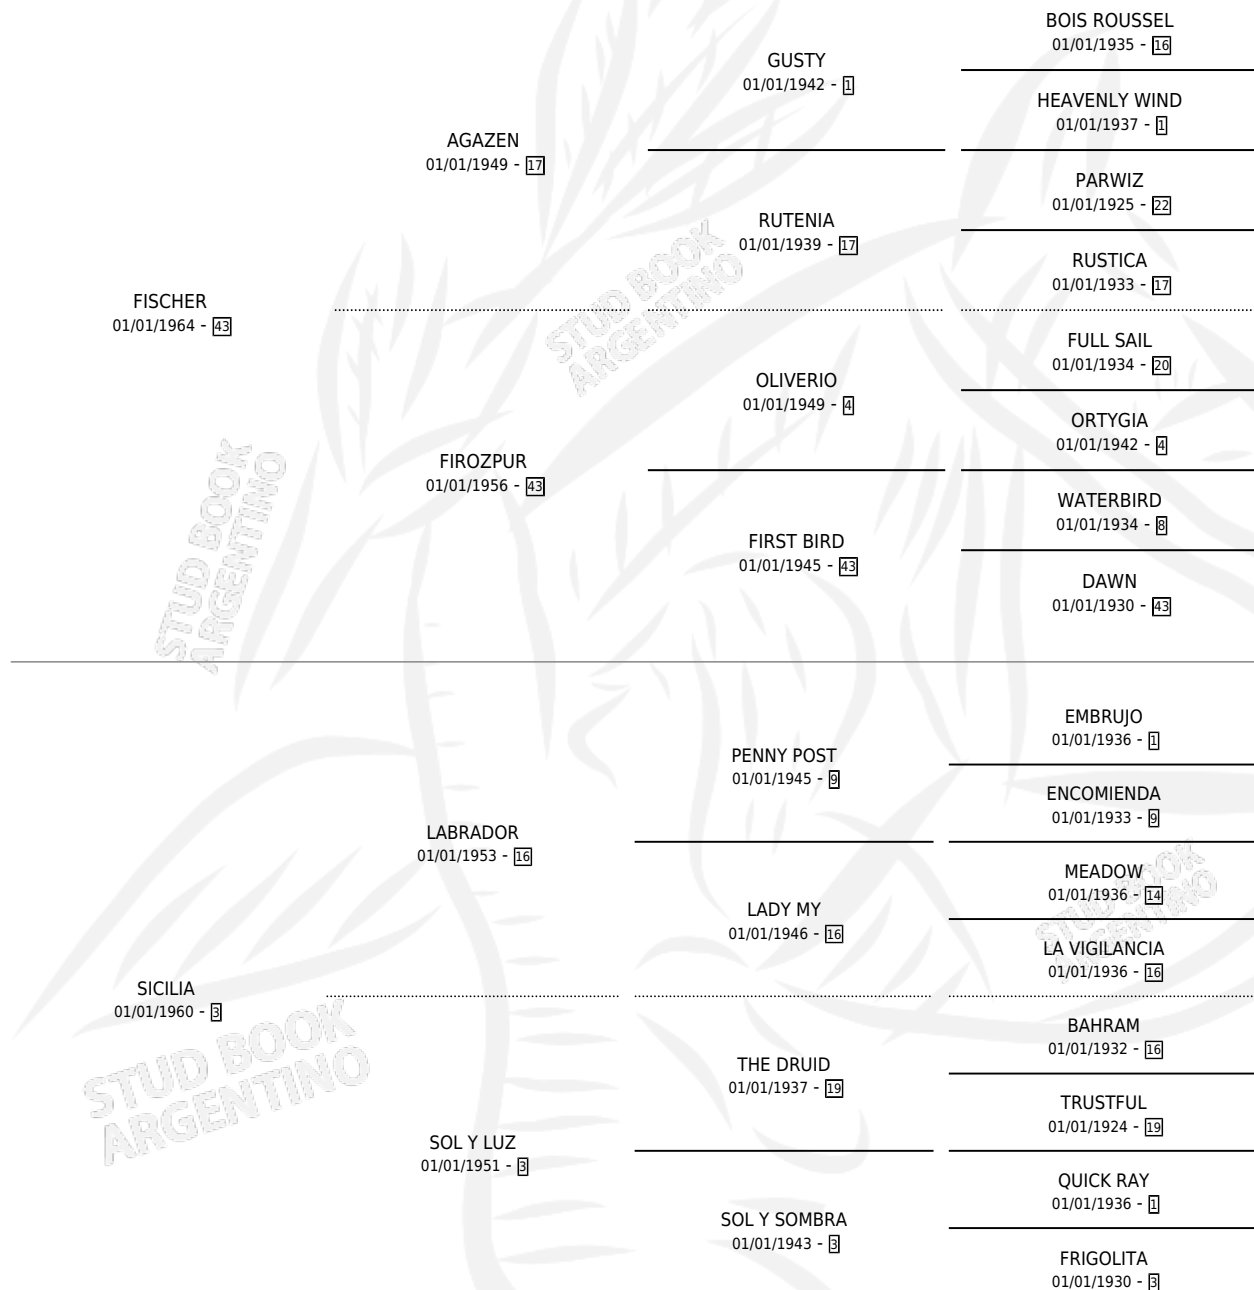 BOIS ROUSSEL
01/01/1935 - 16
GUSTY
01/01/1942 - 1
HEAVENLY WIND
01/01/1937 - 1
AGAZEN
01/01/1949 - 17
PARWIZ
01/01/1925 - 22
RUTENIA
01/01/1939 - 17
RUSTICA
01/01/1933 - 17
FISCHER
01/01/1964 - 43
FULL SAIL
01/01/1934 - 20
OLIVERIO
01/01/1949 - 4
ORTYGIA
01/01/1942 - 4
FIROZPUR
01/01/1956 - 43
WATERBIRD
01/01/1934 - 8
FIRST BIRD
01/01/1945 - 43
DAWN
01/01/1930 - 43
EMBRUJO
01/01/1936 - 1
PENNY POST
01/01/1945 - 9
ENCOMIENDA
01/01/1933 - 9
LABRADOR
01/01/1953 - 16
MEADOW
01/01/1936 - 14
LADY MY
01/01/1946 - 16
LA VIGILANCIA
01/01/1936 - 16
SICILIA
01/01/1960 - 3
BAHRAM
01/01/1932 - 16
THE DRUID
01/01/1937 - 19
TRUSTFUL
01/01/1924 - 19
SOL Y LUZ
01/01/1951 - 3
QUICK RAY
01/01/1936 - 1
SOL Y SOMBRA
01/01/1943 - 3
FRIGOLITA
01/01/1930 - 3
STUD BOOK
ARGENTINO
STUD BOOK
ARGENTINO
STUD BOOK
ARGENTINO
STUD BOOK
ARGENTINO